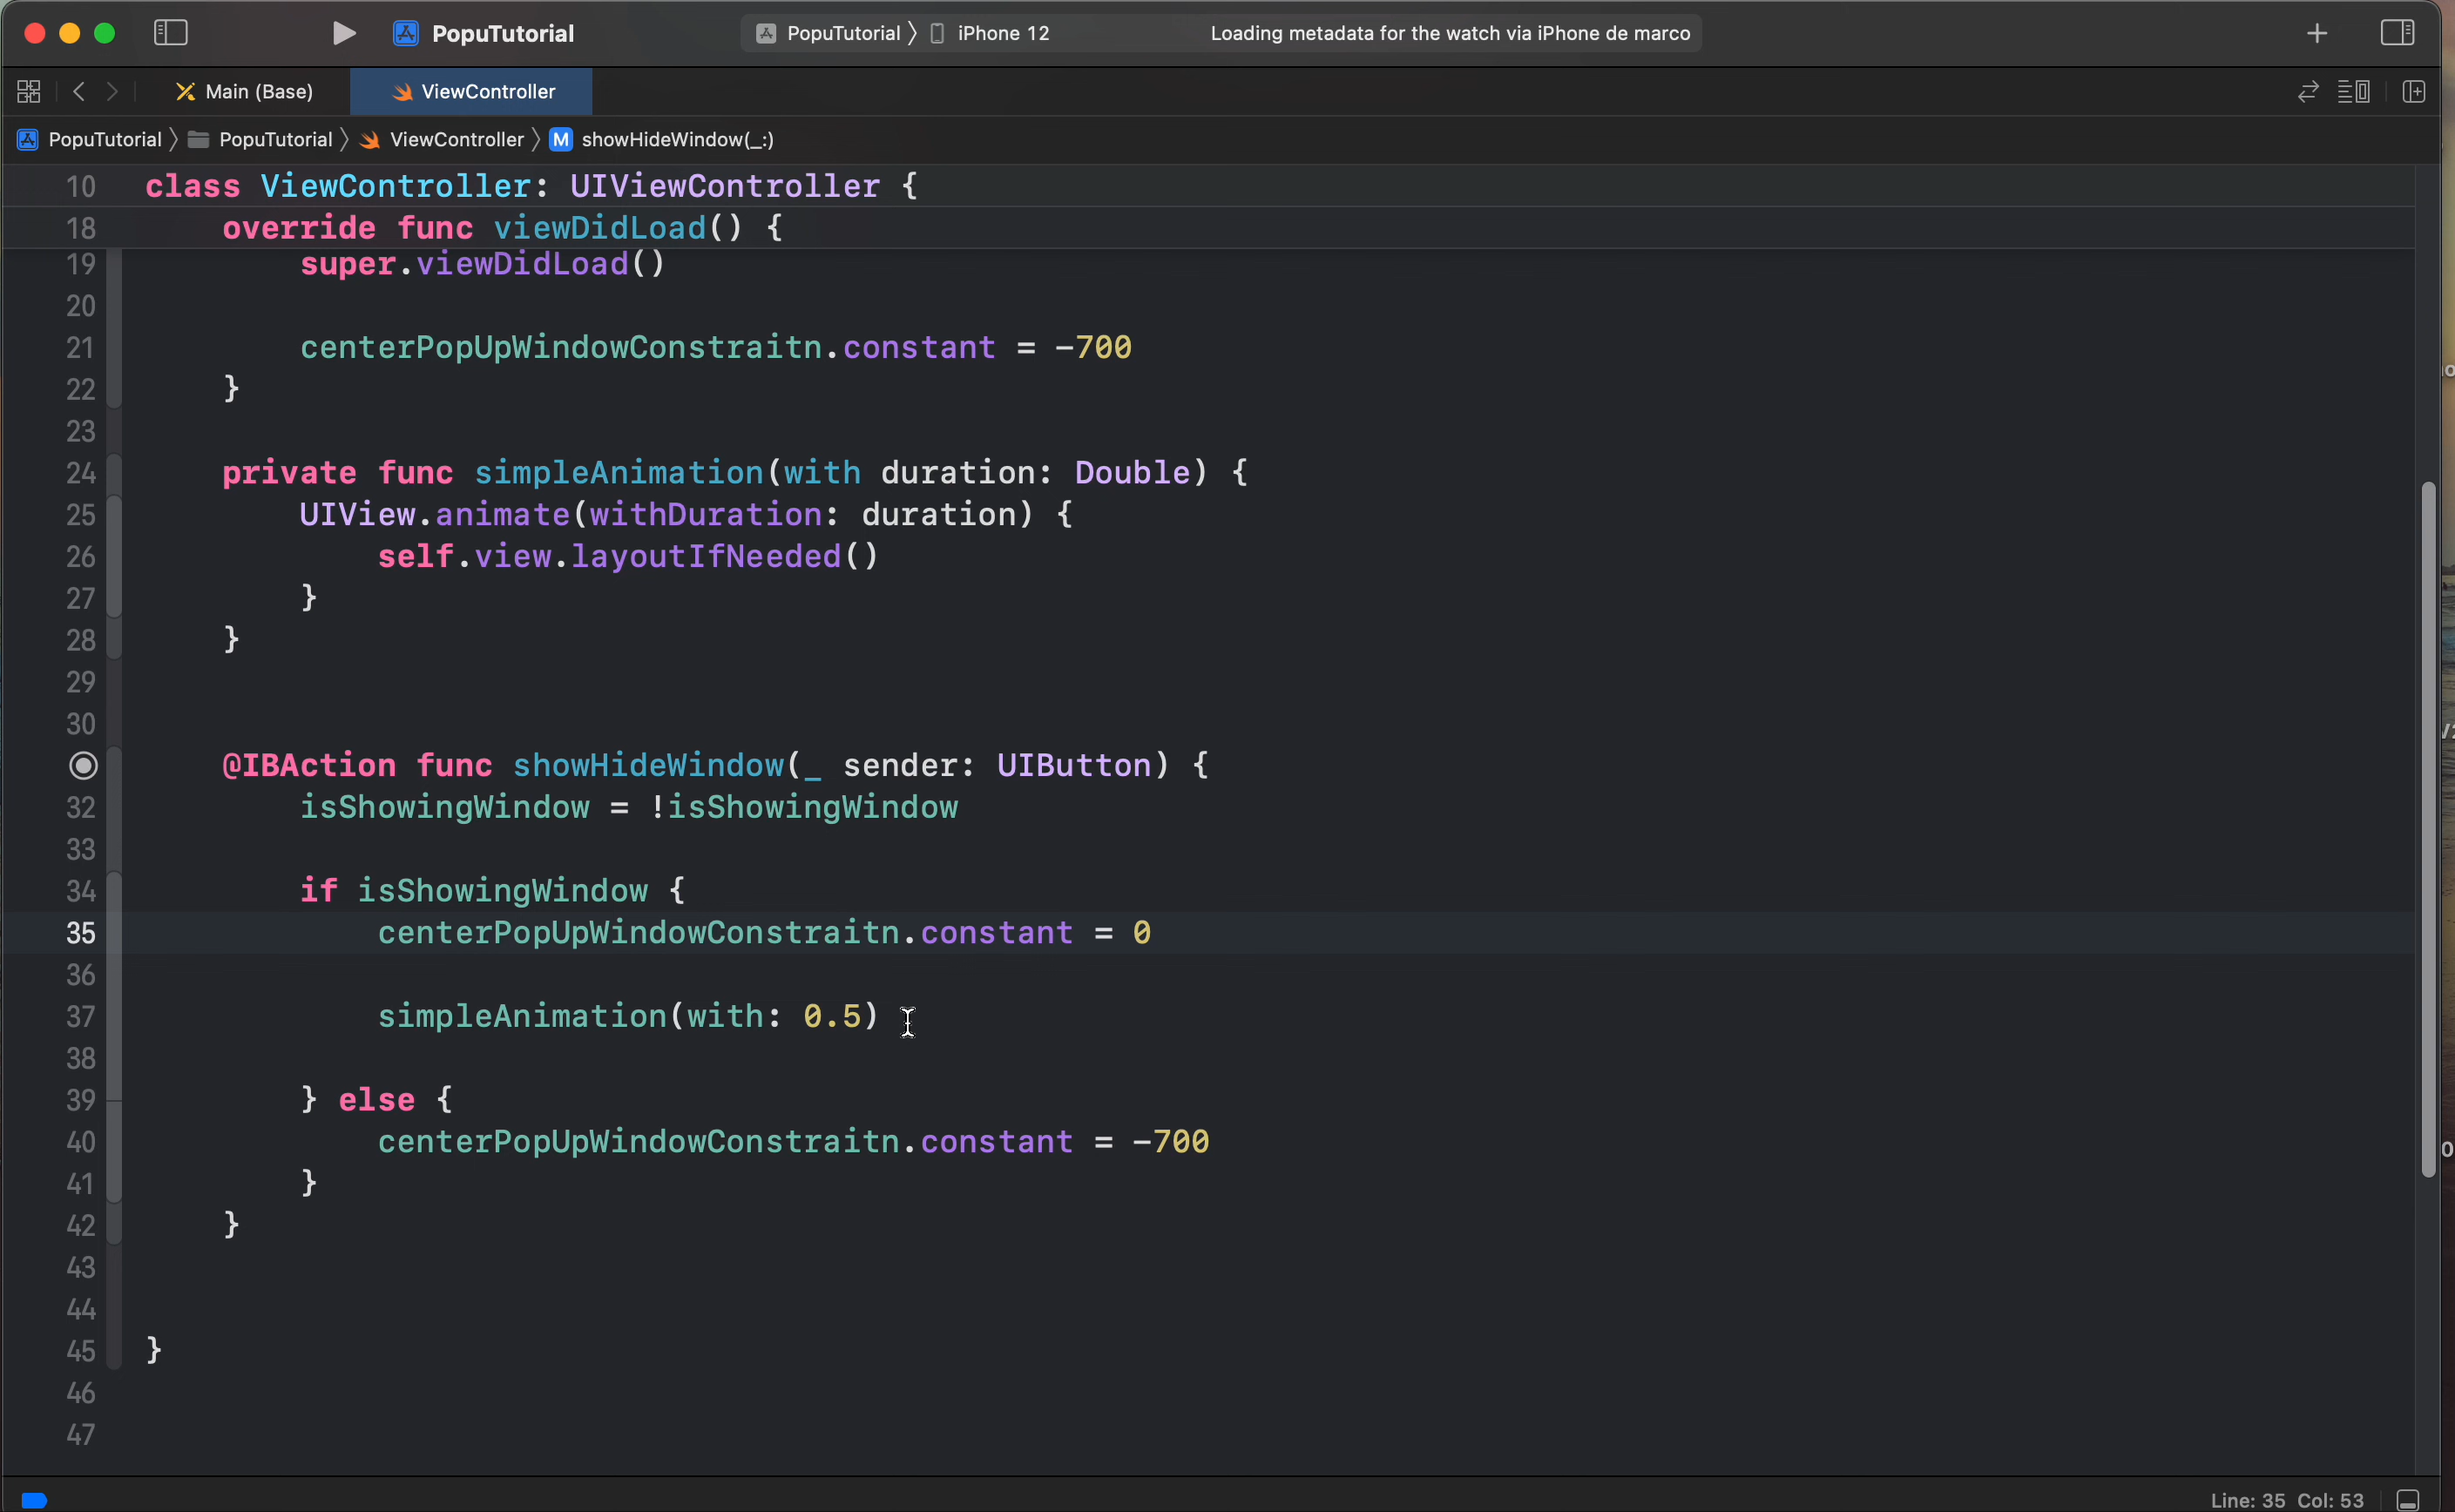 PopuTutorial
PopuTutorial 〉 iPhone 12
Loading metadata for the watch via iPhone de marco
Main (Base)
ViewController
PopuTutorial 〉 PopuTutorial 〉 ViewController 〉 M showHideWindow(_:)
10 class ViewController: UIViewController {
18 override func viewDidLoad() {
19 super.viewDidLoad()
20
21 centerPopUpWindowConstraitn.constant = -700
22 }
23
24 private func simpleAnimation(with duration: Double) {
25 UIView.animate(withDuration: duration) {
26 self.view.layoutIfNeeded()
27 }
28 }
29
30
@IBAction func showHideWindow(_ sender: UIButton) {
32 isShowingWindow = !isShowingWindow
33
34 if isShowingWindow {
35 centerPopUpWindowConstraitn.constant = 0
36
37 simpleAnimation(with: 0.5)
38
39 } else {
40 centerPopUpWindowConstraitn.constant = -700
41 }
42 }
43
44
45 }
46
47
Line: 35 Col: 53